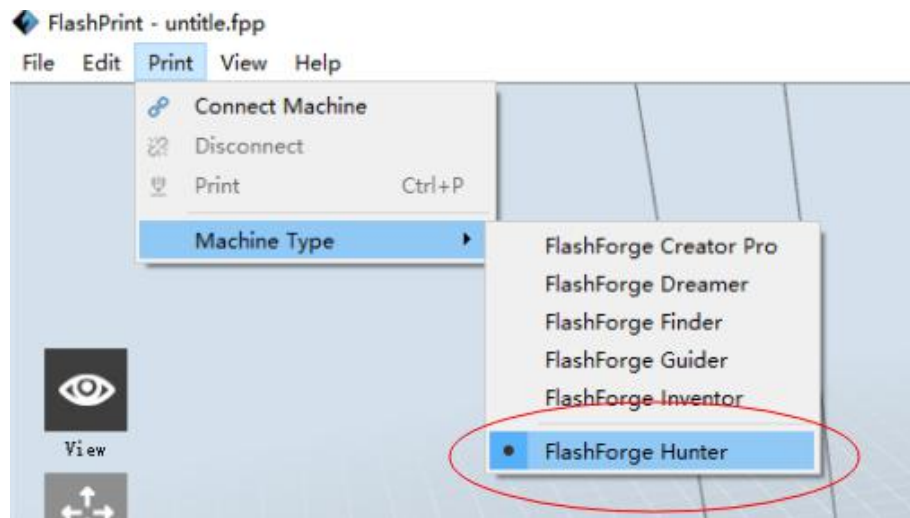 FlashPrint - untitle.fpp
File Edit Print View Help
Connect Machine
Disconnect
Print Ctrl+P
Machine Type
FlashForge Creator Pro
FlashForge Dreamer
FlashForge Finder
FlashForge Guider
FlashForge Inventor
FlashForge Hunter
View